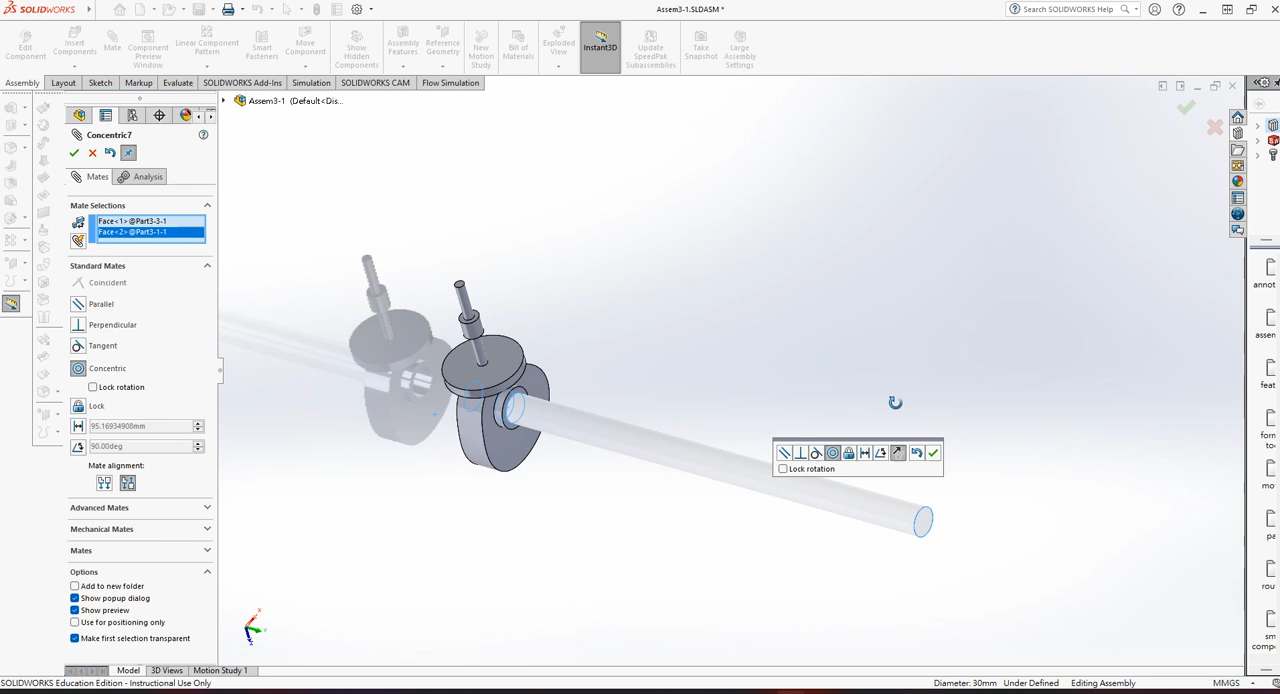 SOLIDWORKS
Assem3-1.SLDASM *
Search SOLIDWORKS Help
Edit Component
Insert Components
Mate
Component Preview Window
Linear Component Pattern
Smart Fasteners
Move Component
Show Hidden Components
Assembly Features
Reference Geometry
New Motion Study
Bill of Materials
Exploded View
Instant3D
Update SpeedPak Subassemblies
Take Snapshot
Large Assembly Settings
Assembly
Layout
Sketch
Markup
Evaluate
SOLIDWORKS Add-Ins
Simulation
SOLIDWORKS CAM
Flow Simulation
Assem3-1 (Default<Dis...
Concentric7
Mates
Analysis
Mate Selections
Face<1>@Part3-3-1
Face<2>@Part3-1-1
Standard Mates
Coincident
Parallel
Perpendicular
Tangent
Concentric
Lock rotation
Lock
95.16934908mm
90.00deg
Mate alignment:
Advanced Mates
Mechanical Mates
Mates
Options
Add to new folder
Show popup dialog
Show preview
Use for positioning only
Make first selection transparent
Lock rotation
X
Y
Z
annot
assem
feat
form
to
mo
pa
rou
sm
compe
Model
3D Views
Motion Study 1
SOLIDWORKS Education Edition - Instructional Use Only
Diameter: 30mm
Under Defined
Editing Assembly
MMGS